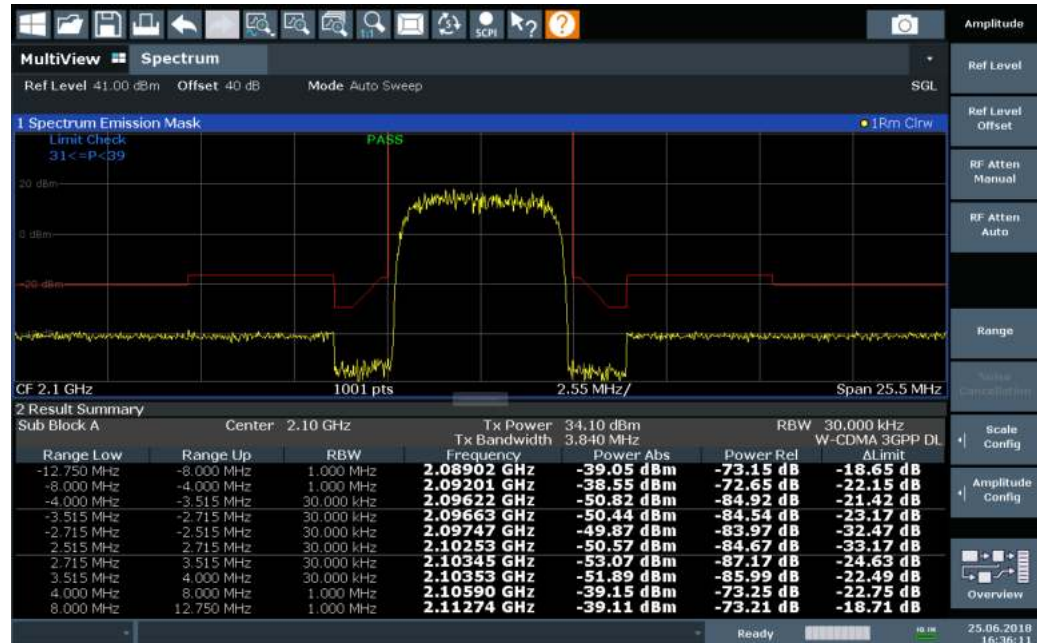 SCPI
1:1
Amplitude
MultiView Spectrum
Ref Level 41.00 dBm Offset 40 dB Mode Auto Sweep SGL
Ref Level
Ref Level Offset
RF Atten Manual
RF Atten Auto
Range
Noise Cancellation
Scale Config
Amplitude Config
Overview
1 Spectrum Emission Mask 1Rm Clrw
Limit Check PASS
31<=P<39
20 dBm
0 dBm
-20 dBm
CF 2.1 GHz 1001 pts 2.55 MHz/ Span 25.5 MHz
2 Result Summary
Sub Block A Center 2.10 GHz Tx Power 34.10 dBm RBW 30.000 kHz
Tx Bandwidth 3.840 MHz W-CDMA 3GPP DL
Range Low Range Up RBW Frequency Power Abs Power Rel ΔLimit
-12.750 MHz -8.000 MHz 1.000 MHz 2.08902 GHz -39.05 dBm -73.15 dB -18.65 dB
-8.000 MHz -4.000 MHz 1.000 MHz 2.09201 GHz -38.55 dBm -72.65 dB -22.15 dB
-4.000 MHz -3.515 MHz 30.000 kHz 2.09622 GHz -50.82 dBm -84.92 dB -21.42 dB
-3.515 MHz -2.715 MHz 30.000 kHz 2.09663 GHz -50.44 dBm -84.54 dB -23.17 dB
-2.715 MHz -2.515 MHz 30.000 kHz 2.09747 GHz -49.87 dBm -83.97 dB -32.47 dB
2.515 MHz 2.715 MHz 30.000 kHz 2.10253 GHz -50.57 dBm -84.67 dB -33.17 dB
2.715 MHz 3.515 MHz 30.000 kHz 2.10345 GHz -53.07 dBm -87.17 dB -24.63 dB
3.515 MHz 4.000 MHz 30.000 kHz 2.10353 GHz -51.89 dBm -85.99 dB -22.49 dB
4.000 MHz 8.000 MHz 1.000 MHz 2.10590 GHz -39.15 dBm -73.25 dB -22.75 dB
8.000 MHz 12.750 MHz 1.000 MHz 2.11274 GHz -39.11 dBm -73.21 dB -18.71 dB
Ready 25.06.2018
16:36:11